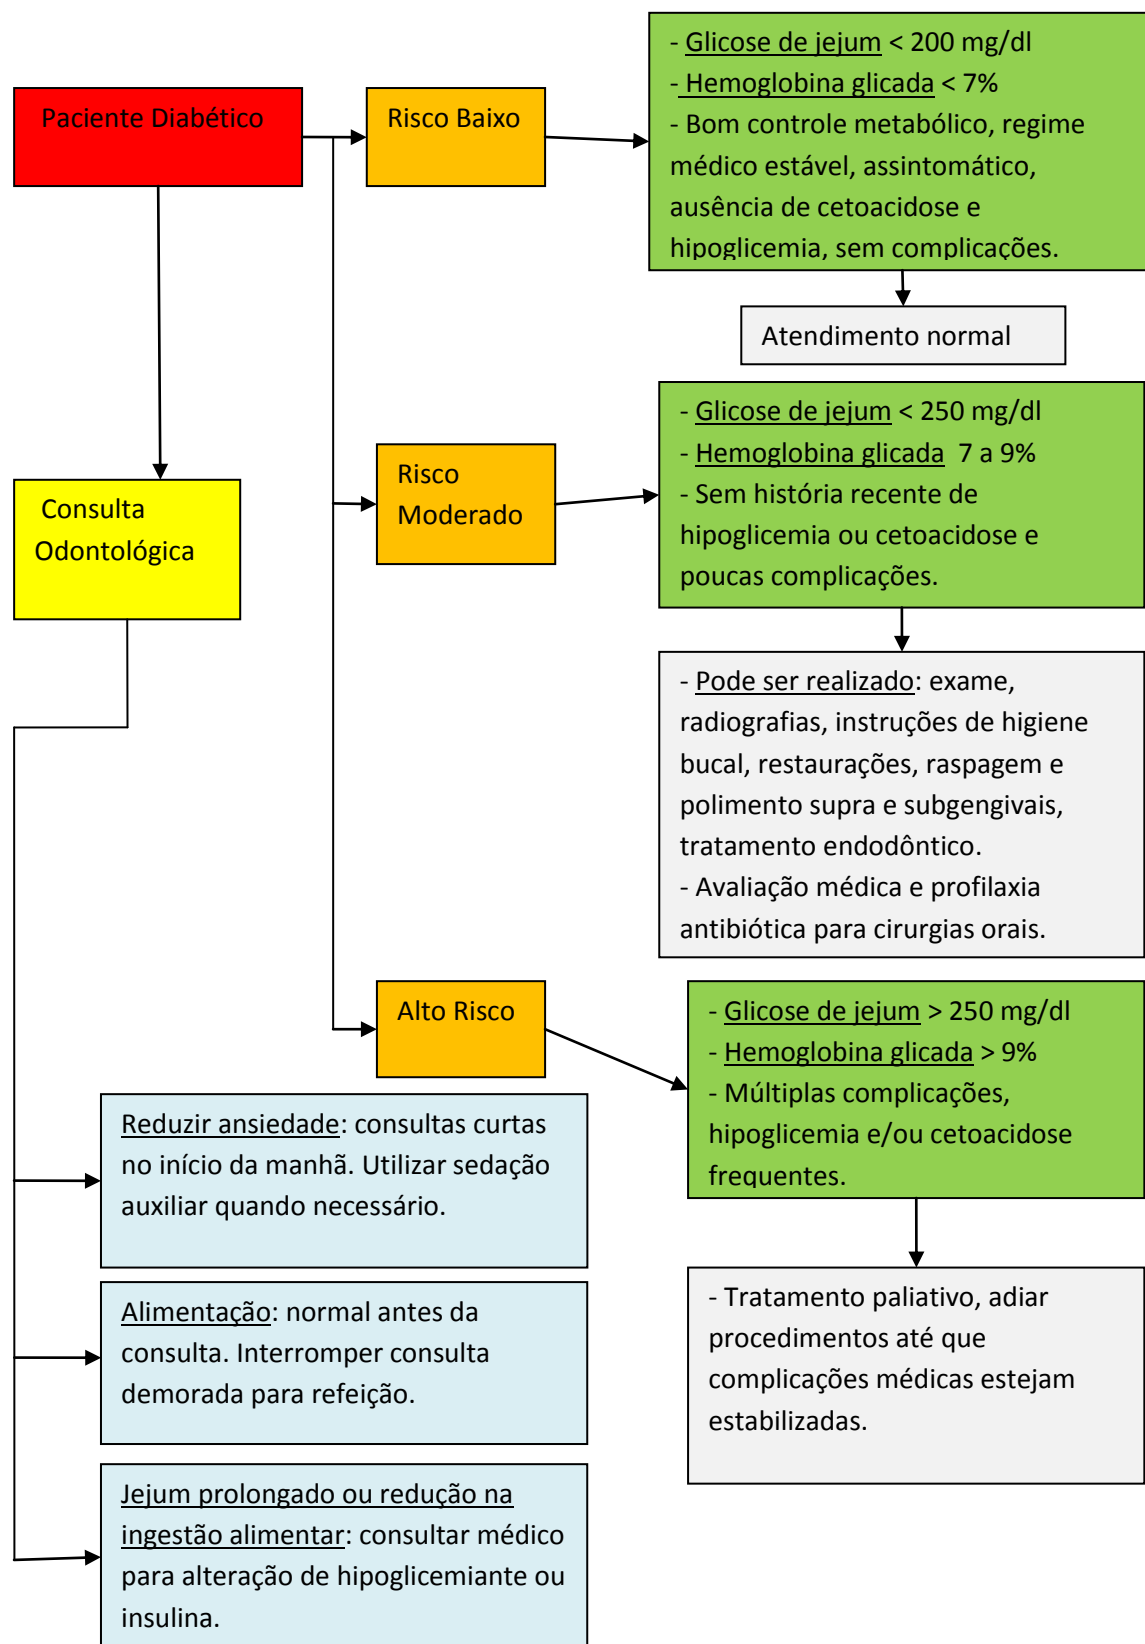 Paciente Diabético
Risco Baixo
- Glicose de jejum < 200 mg/dl
- Hemoglobina glicada < 7%
- Bom controle metabólico, regime
médico estável, assintomático,
ausência de cetoacidose e
hipoglicemia, sem complicações.
Atendimento normal
Risco
Moderado
- Glicose de jejum < 250 mg/dl
- Hemoglobina glicada 7 a 9%
- Sem história recente de
hipoglicemia ou cetoacidose e
poucas complicações.
Consulta
Odontológica
- Pode ser realizado: exame,
radiografias, instruções de higiene
bucal, restaurações, raspagem e
polimento supra e subgengivais,
tratamento endodôntico.
- Avaliação médica e profilaxia
antibiótica para cirurgias orais.
Alto Risco
- Glicose de jejum > 250 mg/dl
- Hemoglobina glicada > 9%
- Múltiplas complicações,
hipoglicemia e/ou cetoacidose
frequentes.
- Tratamento paliativo, adiar
procedimentos até que
complicações médicas estejam
estabilizadas.
Reduzir ansiedade: consultas curtas
no início da manhã. Utilizar sedação
auxiliar quando necessário.
Alimentação: normal antes da
consulta. Interromper consulta
demorada para refeição.
Jejum prolongado ou redução na
ingestão alimentar: consultar médico
para alteração de hipoglicemiante ou
insulina.